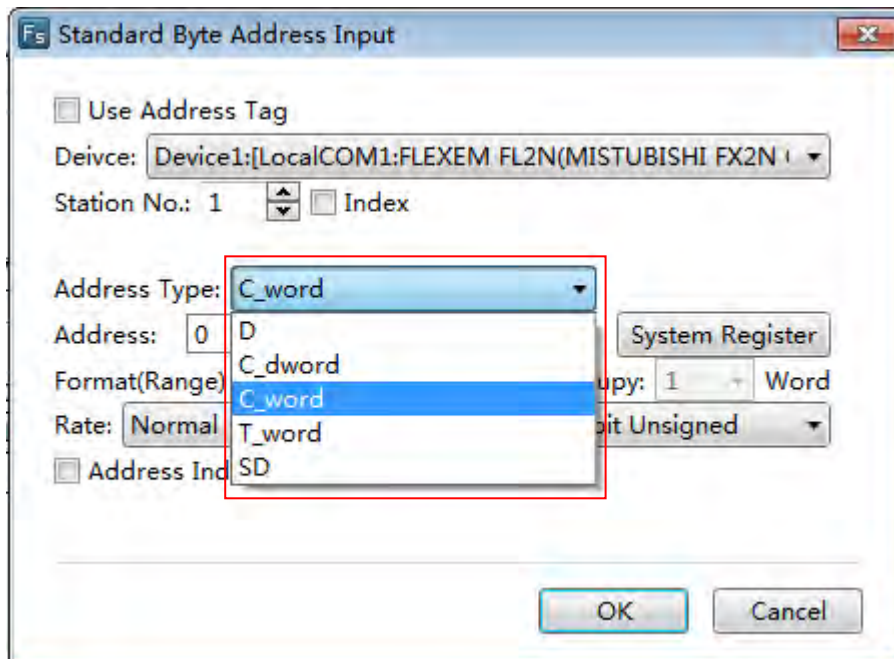 Fs Standard Byte Address Input
Use Address Tag
Deivce: Device1:[LocalCOM1:FLEXEM FL2N(MISTUBISHI FX2N
Station No.: 1 Index
Address Type: C_word
Address: 0 D System Register
C_dword
Format(Range) C_word upy: 1 Word
Rate: Normal T_word bit Unsigned
Address Ind SD
OK Cancel